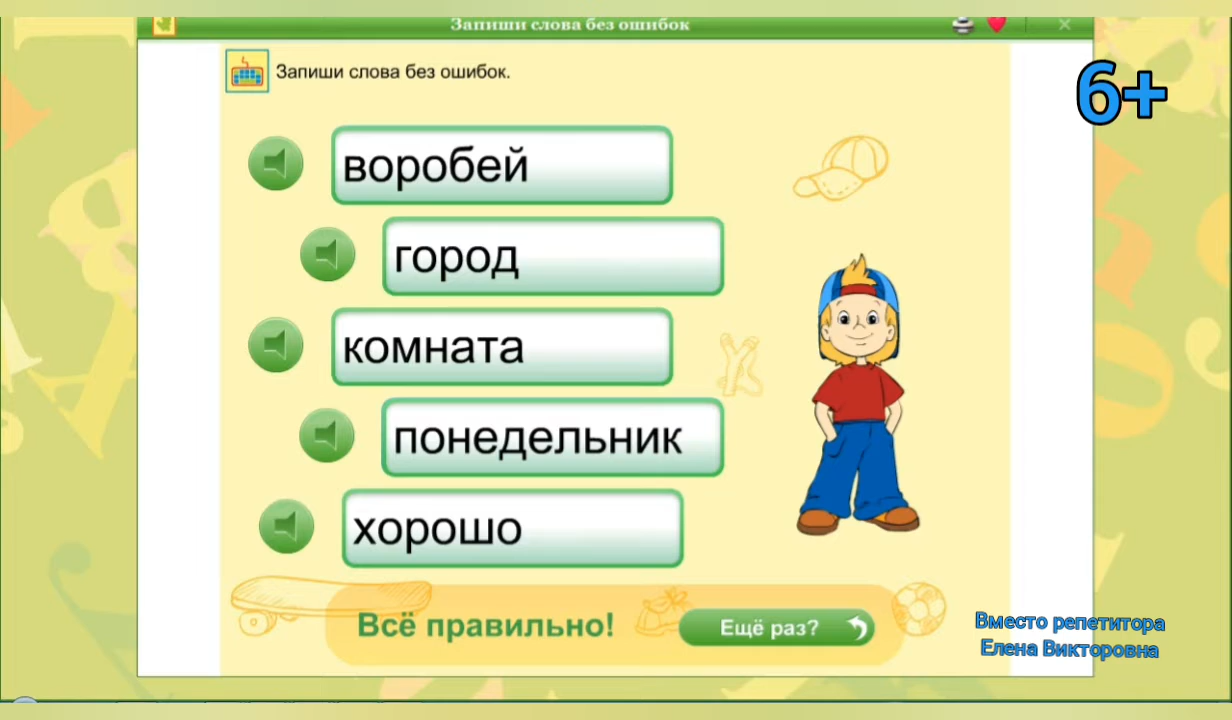 Запиши слова без ошибок
Запиши слова без ошибок.
6+
воробей
город
комната
понедельник
хорошо
Всё правильно!
Ещё раз?
Вместо репетитора
Елена Викторовна